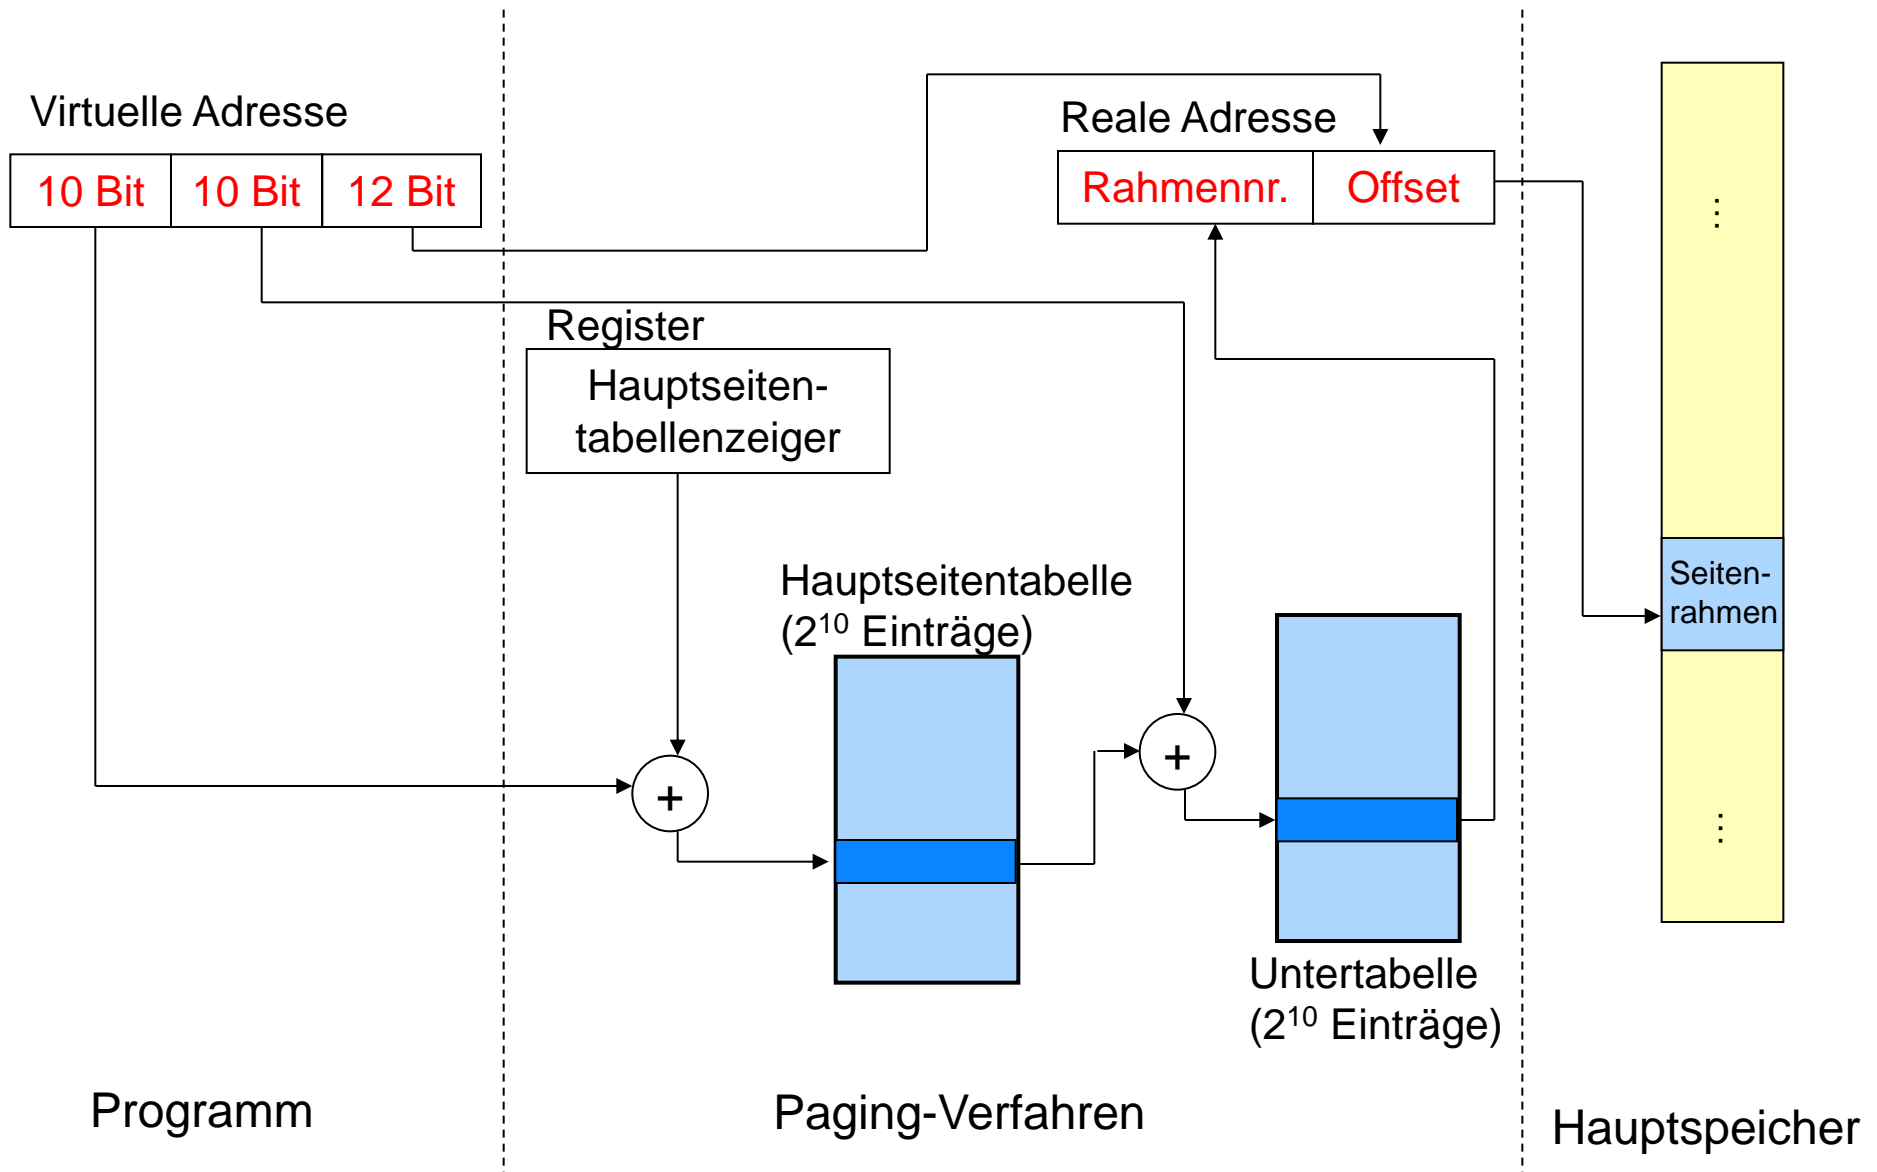 Virtuelle Adresse
10 Bit 10 Bit 12 Bit
Reale Adresse
Rahmennr. Offset
Register
Hauptseiten-
tabellenzeiger
+
Hauptseitentabelle
(2¹⁰ Einträge)
+
Untertabelle
(2¹⁰ Einträge)
...
Seiten-
rahmen
...
Programm
Paging-Verfahren
Hauptspeicher